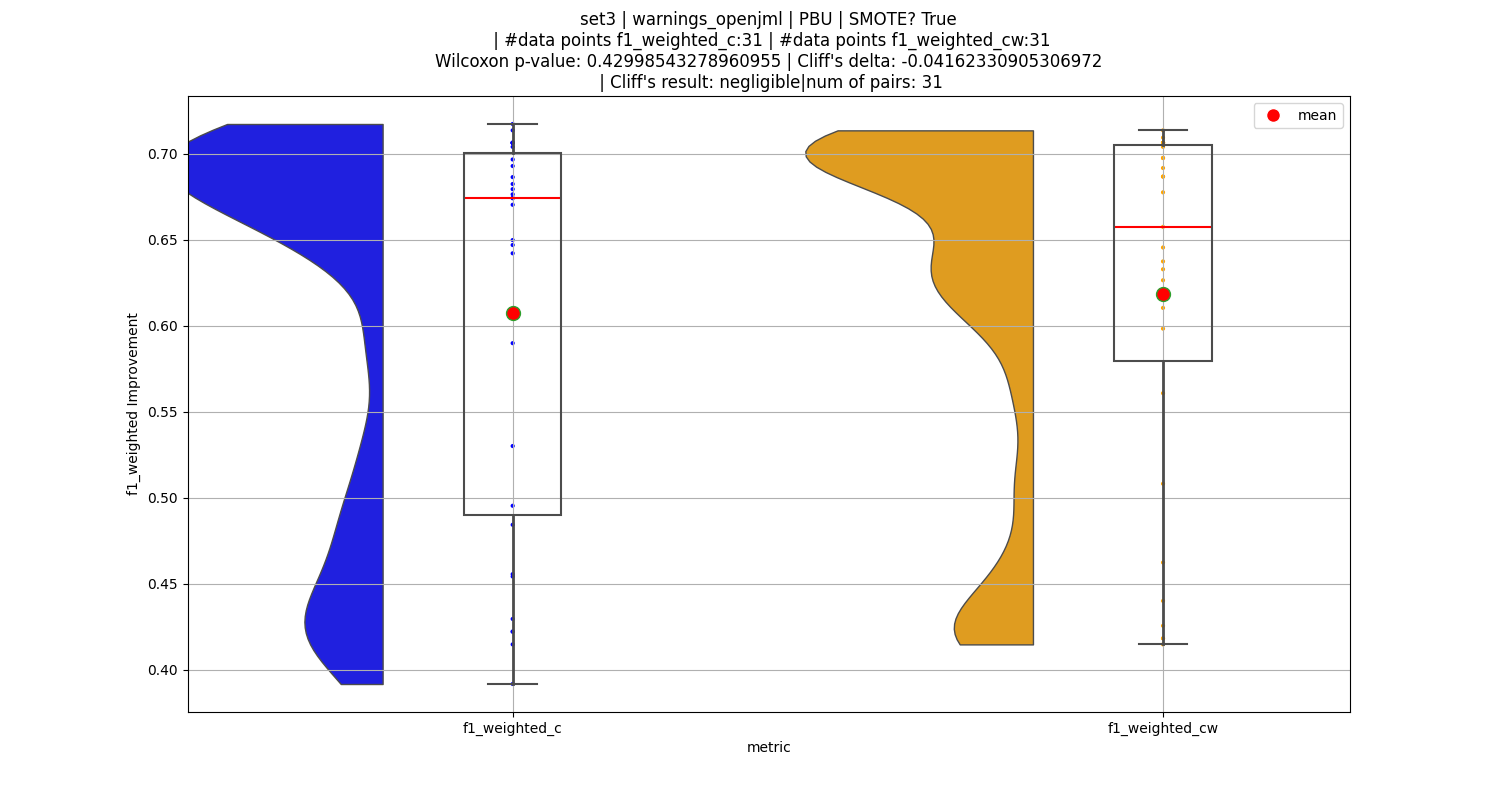 set3 | warnings_openjml | PBU | SMOTE? True
| #data points f1_weighted_c:31 | #data points f1_weighted_cw:31
Wilcoxon p-value: 0.42998543278960955 | Cliff's delta: -0.04162330905306972
| Cliff's result: negligible|num of pairs: 31
mean
0.70
0.65
0.60
0.55
0.50
0.45
0.40
f1_weighted Improvement
f1_weighted_c
f1_weighted_cw
metric